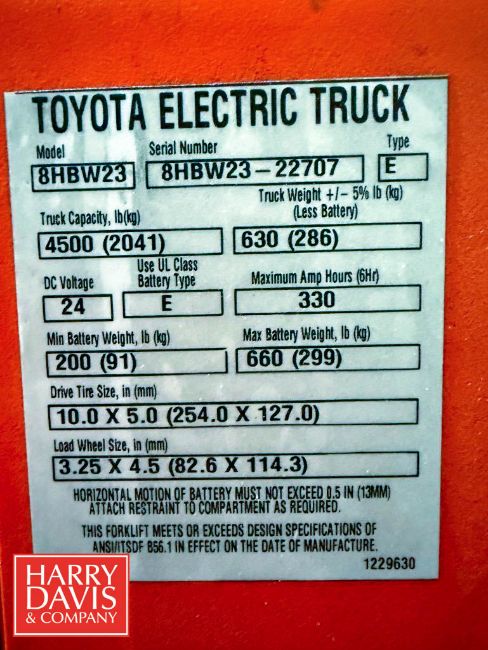 TOYOTA ELECTRIC TRUCK
Model Serial Number Type
8HBW23 8HBW23-22707 E
Truck Capacity, lb(kg) Truck Weight +/- 5% lb (kg)
(Less Battery)
4500 (2041) 630 (286)
DC Voltage Use UL Class
Battery Type Maximum Amp Hours (6Hr)
24 E 330
Min Battery Weight, lb (kg) Max Battery Weight, lb (kg)
200 (91) 660 (299)
Drive Tire Size, in (mm)
10.0 X 5.0 (254.0 X 127.0)
Load Wheel Size, in (mm)
3.25 X 4.5 (82.6 X 114.3)
HORIZONTAL MOTION OF BATTERY MUST NOT EXCEED 0.5 IN (13MM)
ATTACH RESTRAINT TO COMPARTMENT AS REQUIRED.
THIS FORKLIFT MEETS OR EXCEEDS DESIGN SPECIFICATIONS OF
ANSI/ITSDF B56.1 IN EFFECT ON THE DATE OF MANUFACTURE.
1229630
HARRY
DAVIS
& COMPANY